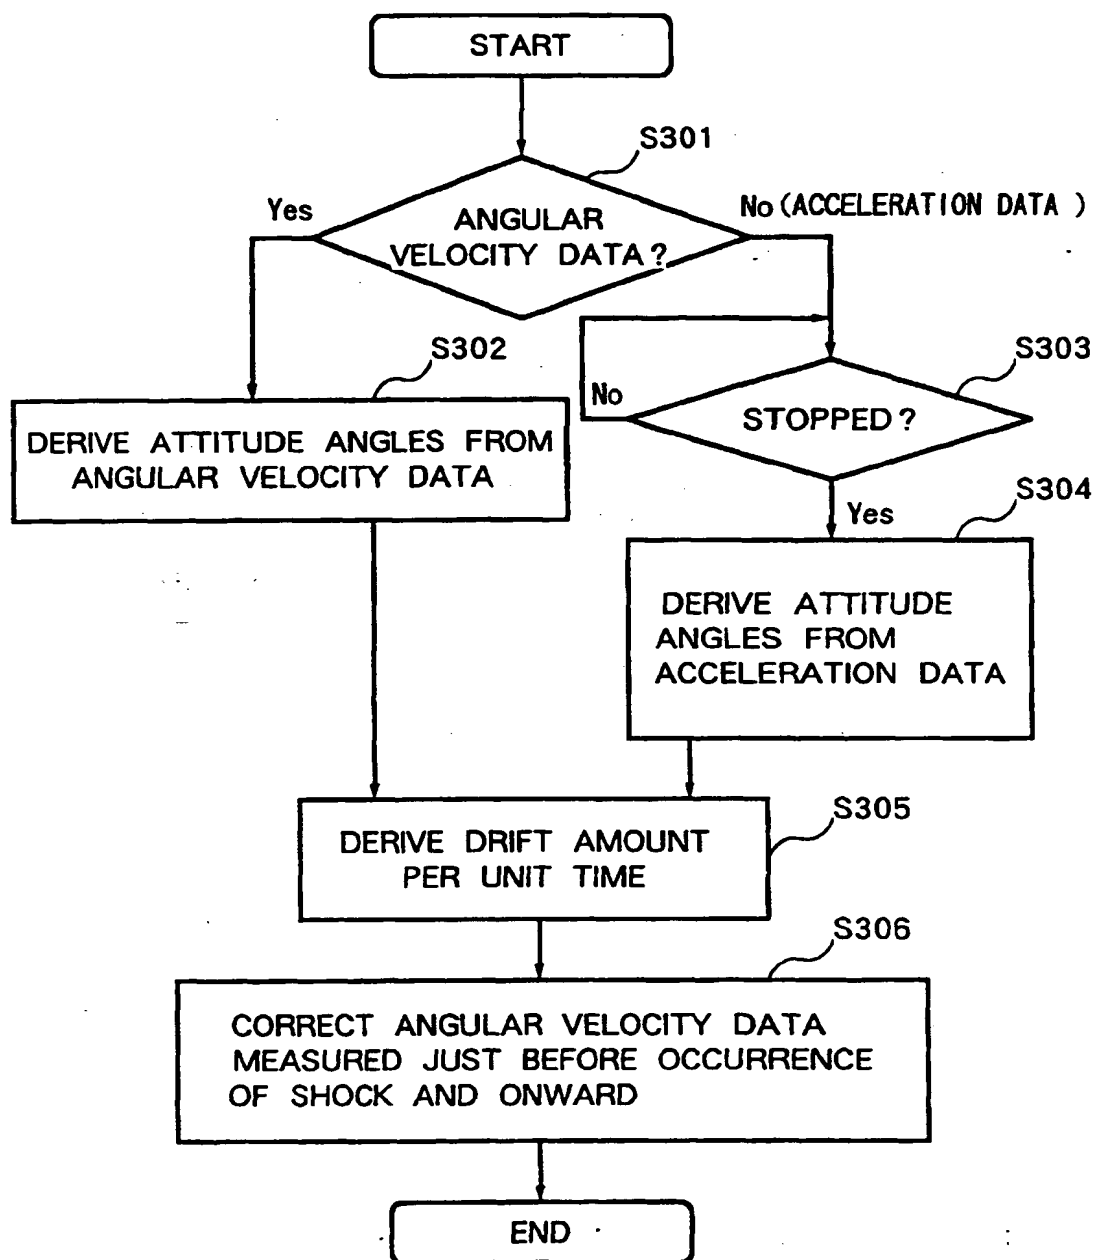 START
S301
Yes
ANGULAR
VELOCITY DATA?
No (ACCELERATION DATA )
S302
S303
No
STOPPED?
DERIVE ATTITUDE ANGLES FROM
ANGULAR VELOCITY DATA
S304
Yes
DERIVE ATTITUDE
ANGLES FROM
ACCELERATION DATA
S305
DERIVE DRIFT AMOUNT
PER UNIT TIME
S306
CORRECT ANGULAR VELOCITY DATA
MEASURED JUST BEFORE OCCURRENCE
OF SHOCK AND ONWARD
END